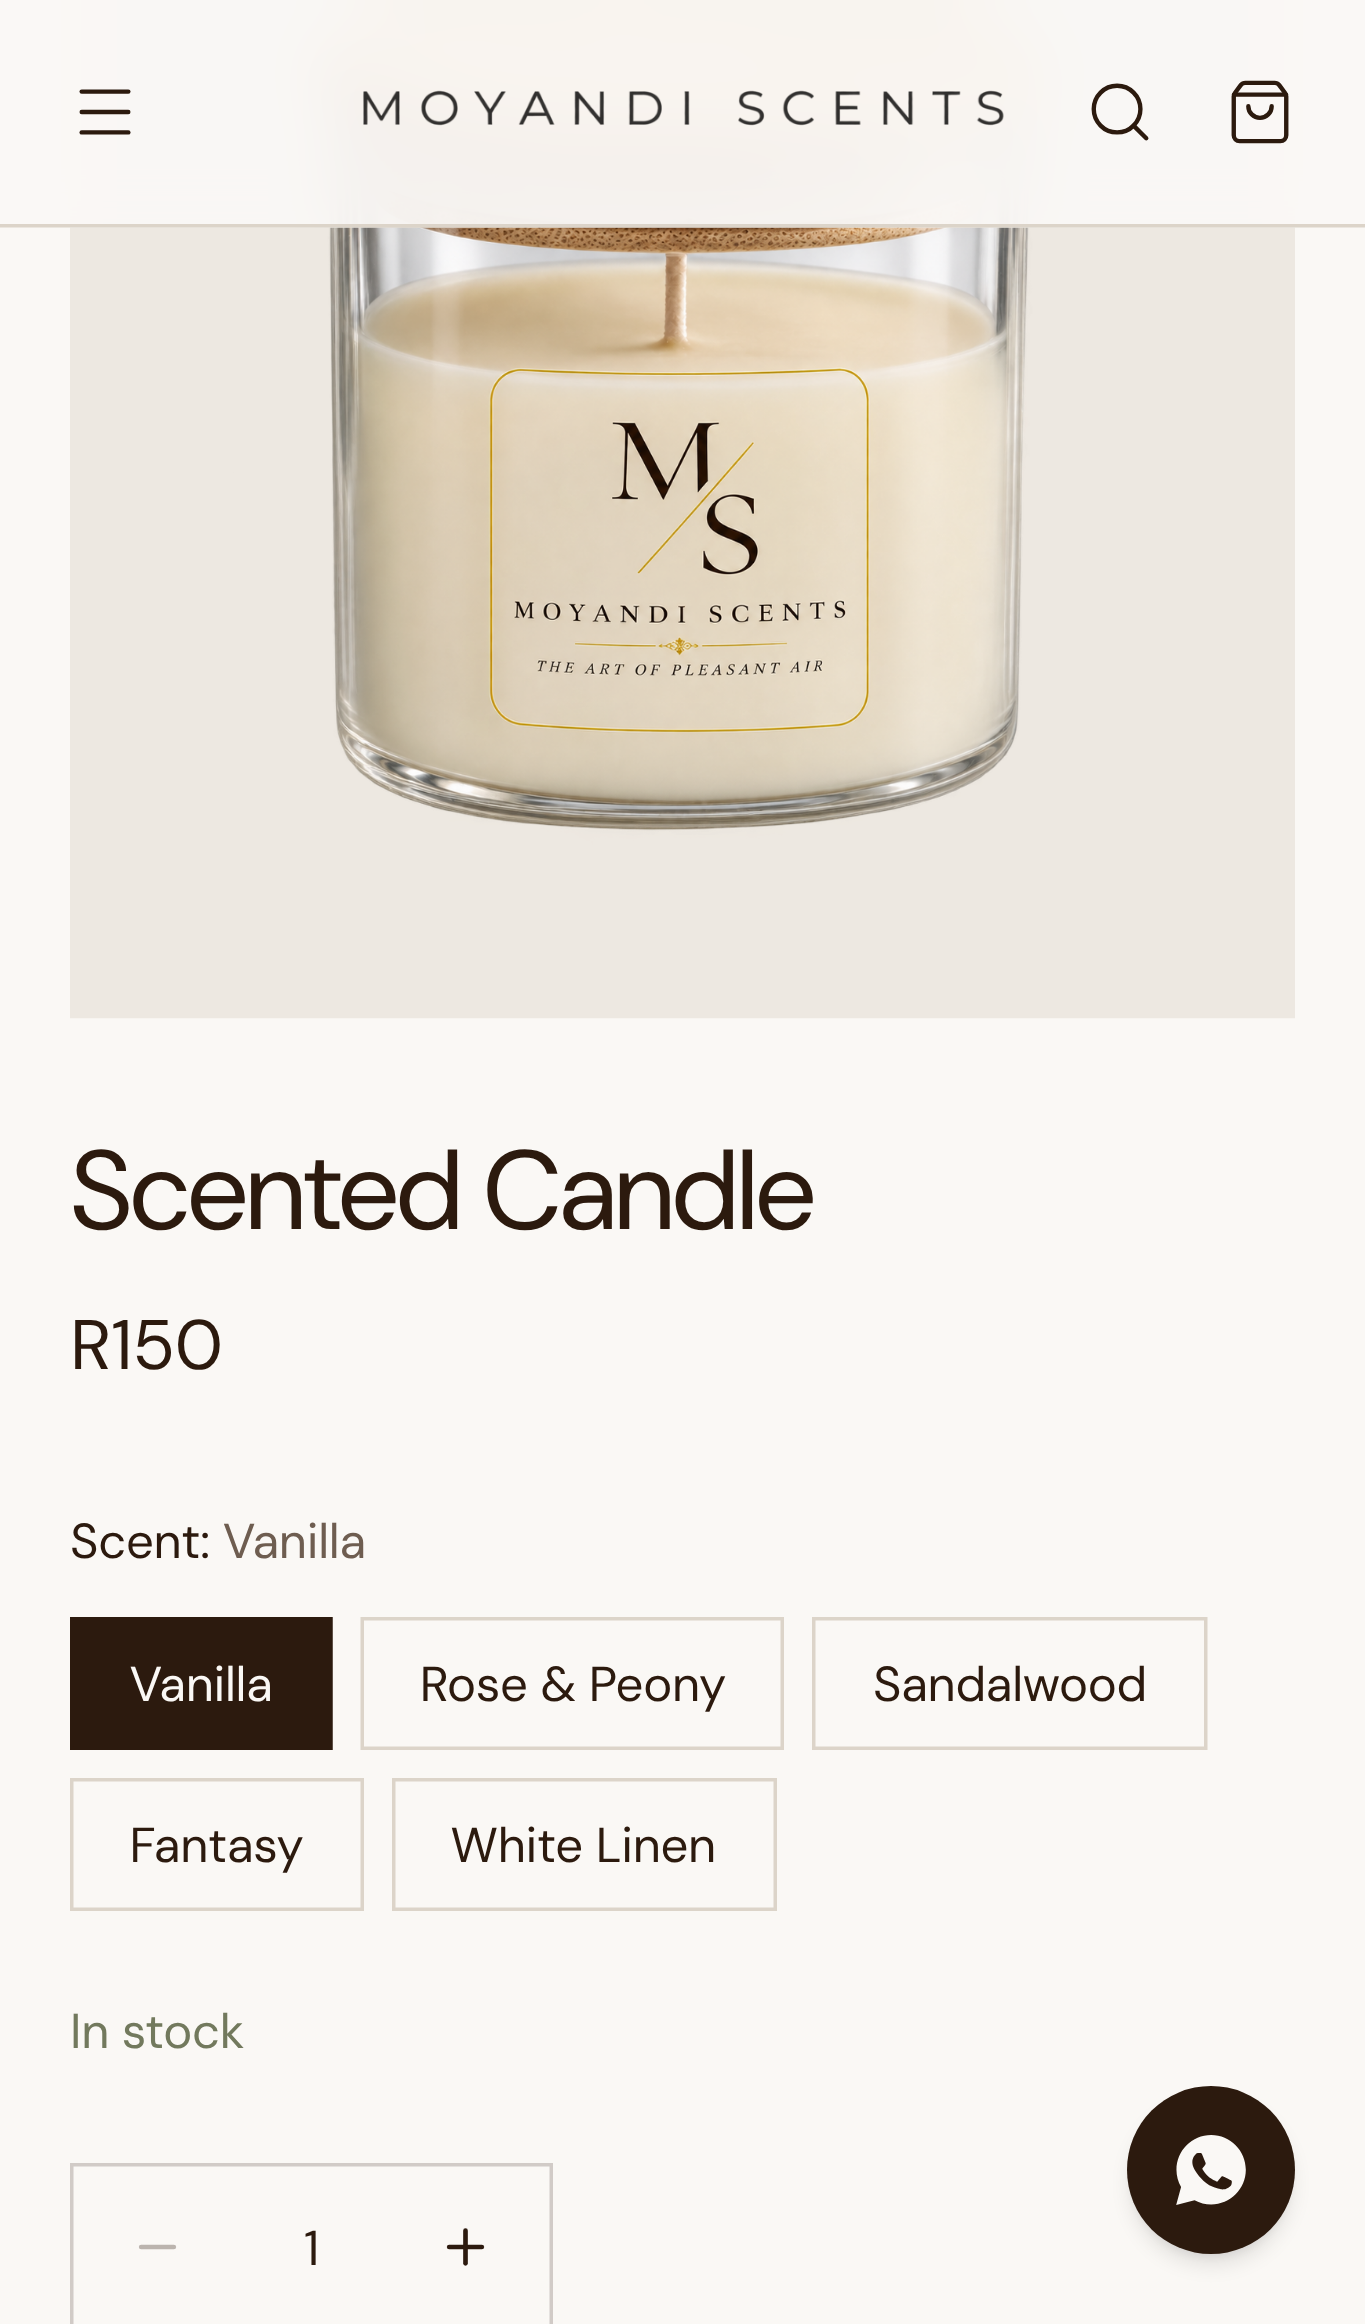 MOYANDI SCENTS
M/S
MOYANDI SCENTS
THE ART OF PLEASANT AIR
Scented Candle
R150
Scent: Vanilla
Vanilla
Rose & Peony
Sandalwood
Fantasy
White Linen
In stock
− 1 +